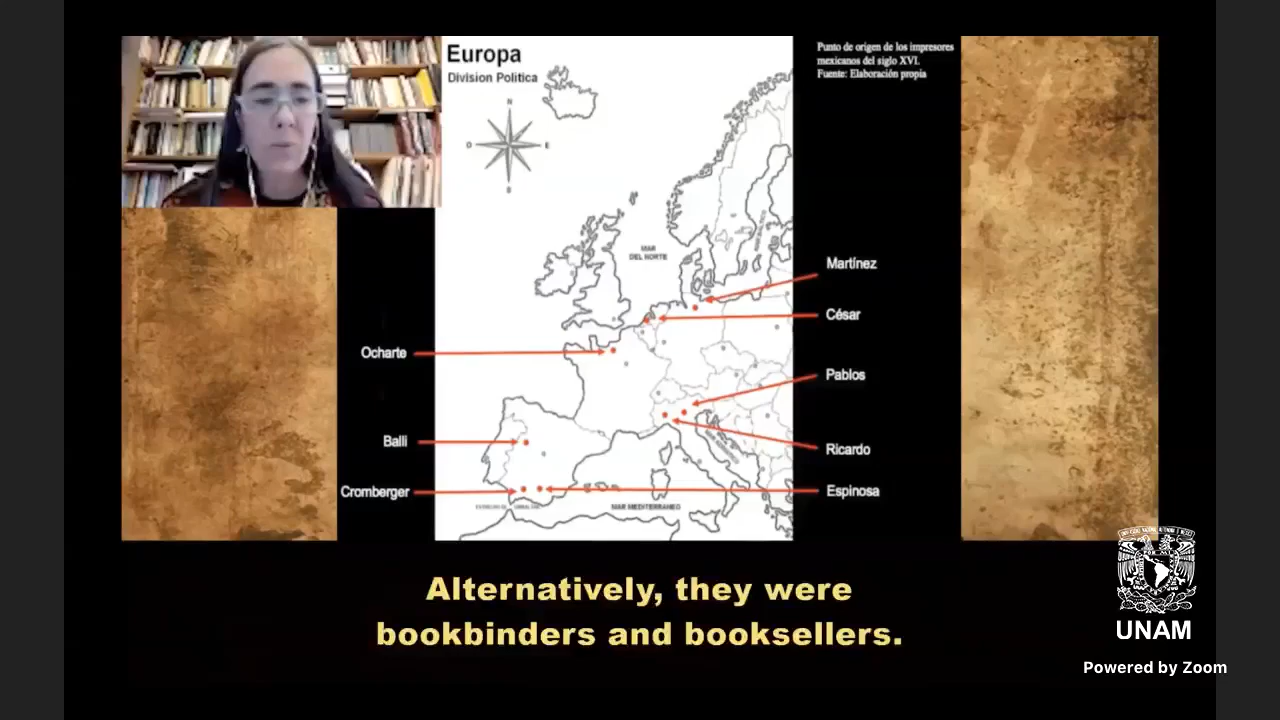 Europa
Division Politica
N
O
E
S
Punto de origen de los impresores
mexicanos del siglo XVI.
Fuente: Elaboración propia
MAR
DEL NORTE
Martínez
César
Ocharte
Pablos
Balli
Ricardo
Cromberger
Espinosa
MAR MEDITERRANEO
Alternatively, they were
bookbinders and booksellers.
UNAM
Powered by Zoom